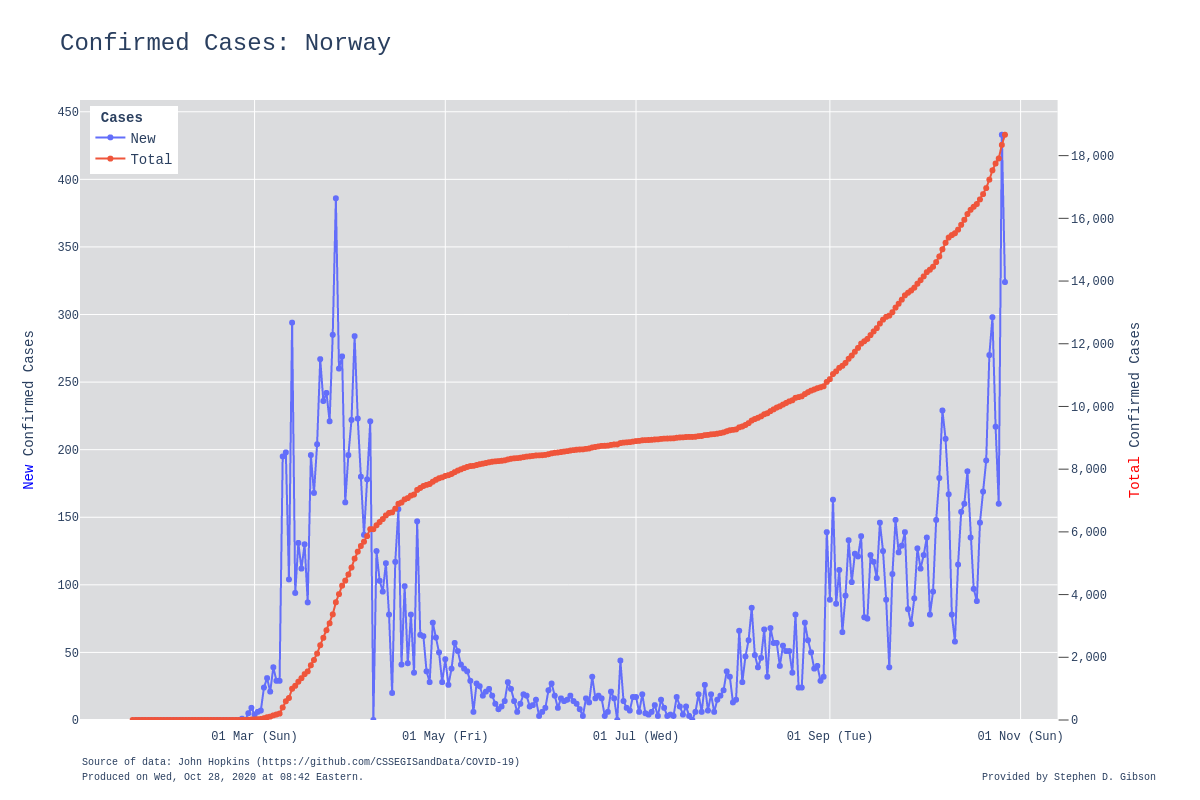 Confirmed Cases: Norway
Cases
New
Total
450
400
350
300
250
200
150
100
50
0
New Confirmed Cases
18,000
16,000
14,000
12,000
10,000
8,000
6,000
4,000
2,000
0
Total Confirmed Cases
01 Mar (Sun) 01 May (Fri) 01 Jul (Wed) 01 Sep (Tue) 01 Nov (Sun)
Source of data: John Hopkins (https://github.com/CSSEGISandData/COVID-19)
Produced on Wed, Oct 28, 2020 at 08:42 Eastern.
Provided by Stephen D. Gibson